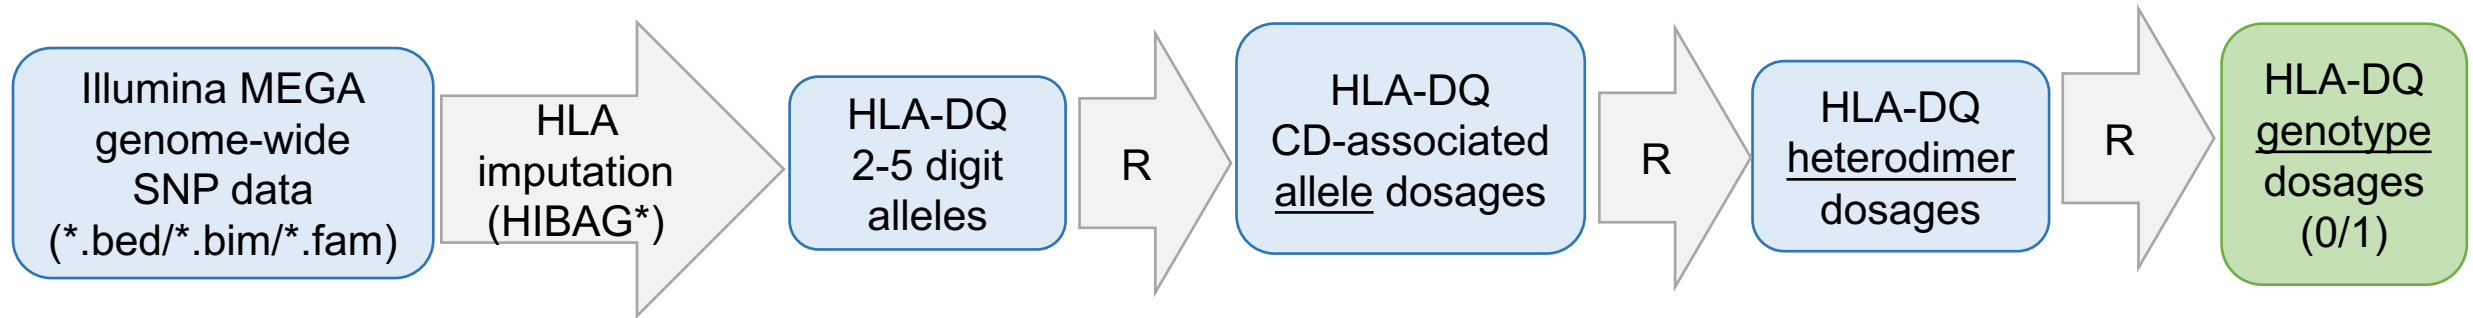 Illumina MEGA
genome-wide
SNP data
(*.bed/*.bim/*.fam)
HLA
imputation
(HIBAG*)
HLA-DQ
2-5 digit
alleles
R
HLA-DQ
CD-associated
allele dosages
R
HLA-DQ
heterodimer
dosages
R
HLA-DQ
genotype
dosages
(0/1)